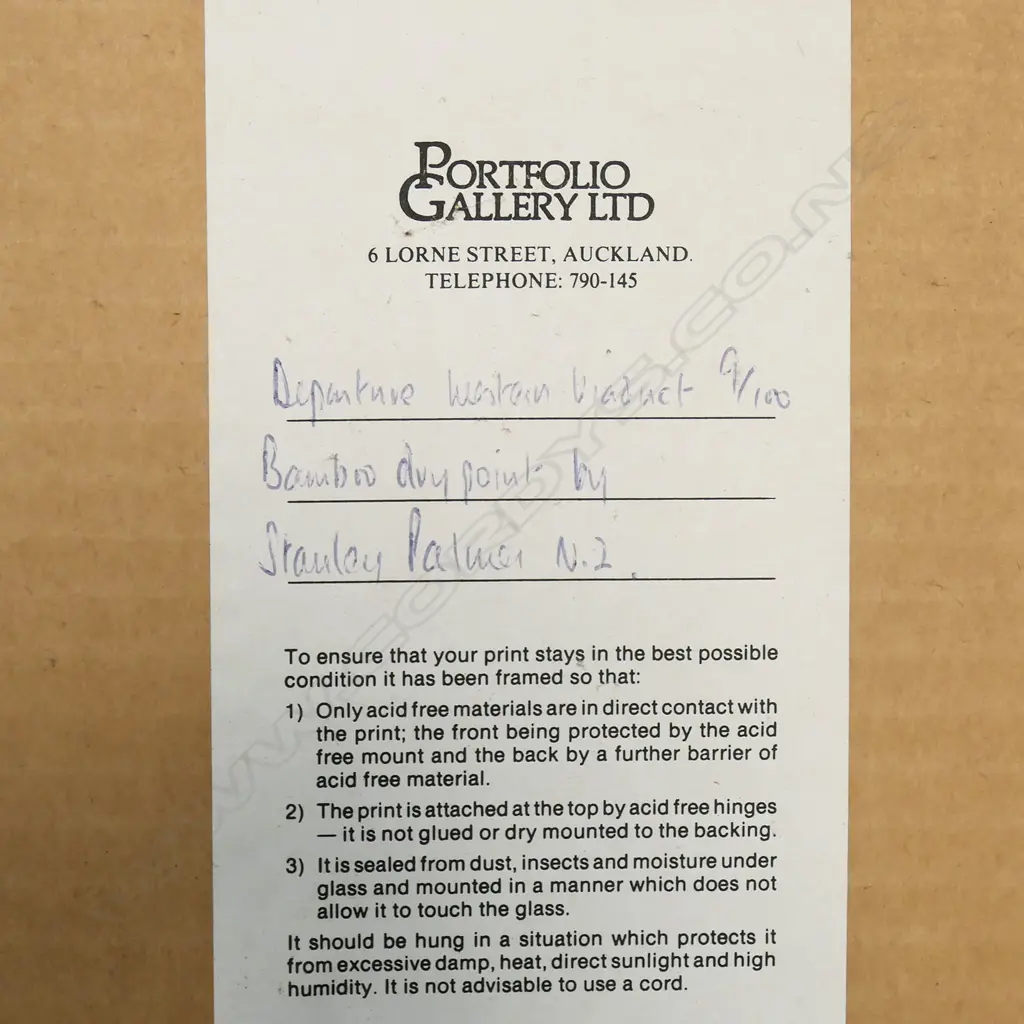 PORTFOLIO
GALLERY LTD
6 LORNE STREET, AUCKLAND.
TELEPHONE: 790-145
Departure Western Viaduct 9/100
Bamboo dry point by
Stanley Palmer N.Z.
To ensure that your print stays in the best possible
condition it has been framed so that:
1) Only acid free materials are in direct contact with
the print; the front being protected by the acid
free mount and the back by a further barrier of
acid free material.
2) The print is attached at the top by acid free hinges
— it is not glued or dry mounted to the backing.
3) It is sealed from dust, insects and moisture under
glass and mounted in a manner which does not
allow it to touch the glass.
It should be hung in a situation which protects it
from excessive damp, heat, direct sunlight and high
humidity. It is not advisable to use a cord.
WWW.CORDYS.CO.NZ